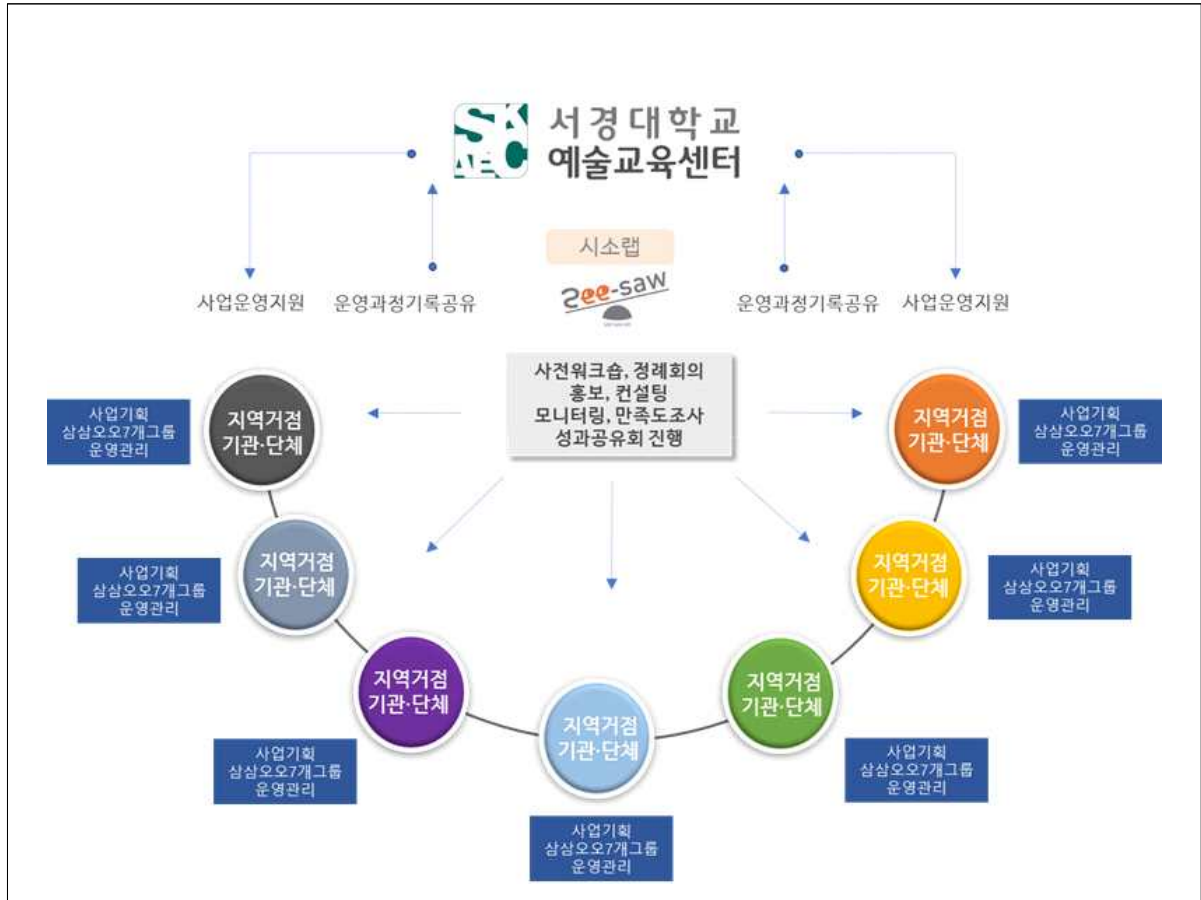 SK
AEC
서경대학교
예술교육센터
시소랩
See-saw
사업운영지원
운영과정기록공유
운영과정기록공유
사업운영지원
사전워크숍, 정례회의
홍보, 컨설팅
모니터링, 만족도조사
성과공유회 진행
지역거점
기관·단체
사업기획
삼삼오오7개그룹
운영관리
지역거점
기관·단체
사업기획
삼삼오오7개그룹
운영관리
지역거점
기관·단체
사업기획
삼삼오오7개그룹
운영관리
지역거점
기관·단체
사업기획
삼삼오오7개그룹
운영관리
지역거점
기관·단체
사업기획
삼삼오오7개그룹
운영관리
지역거점
기관·단체
사업기획
삼삼오오7개그룹
운영관리
지역거점
기관·단체
사업기획
삼삼오오7개그룹
운영관리